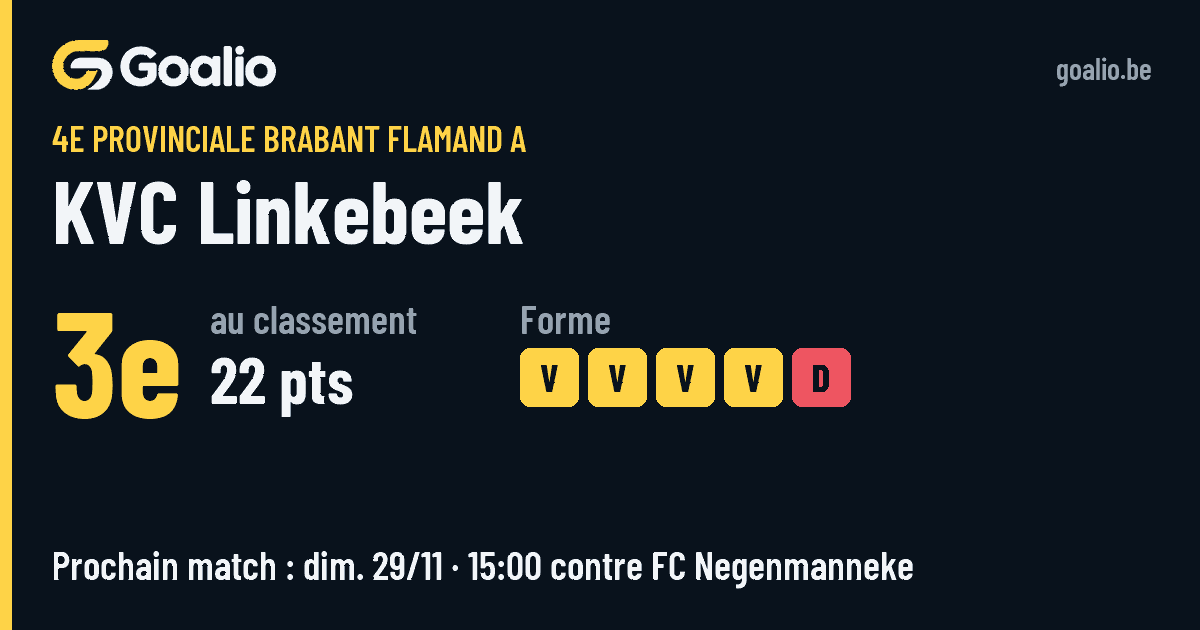 Goalio
goalio.be
4E PROVINCIALE BRABANT FLAMAND A
KVC Linkebeek
3e
au classement
22 pts
Forme
V V V V D
Prochain match : dim. 29/11 · 15:00 contre FC Negenmanneke